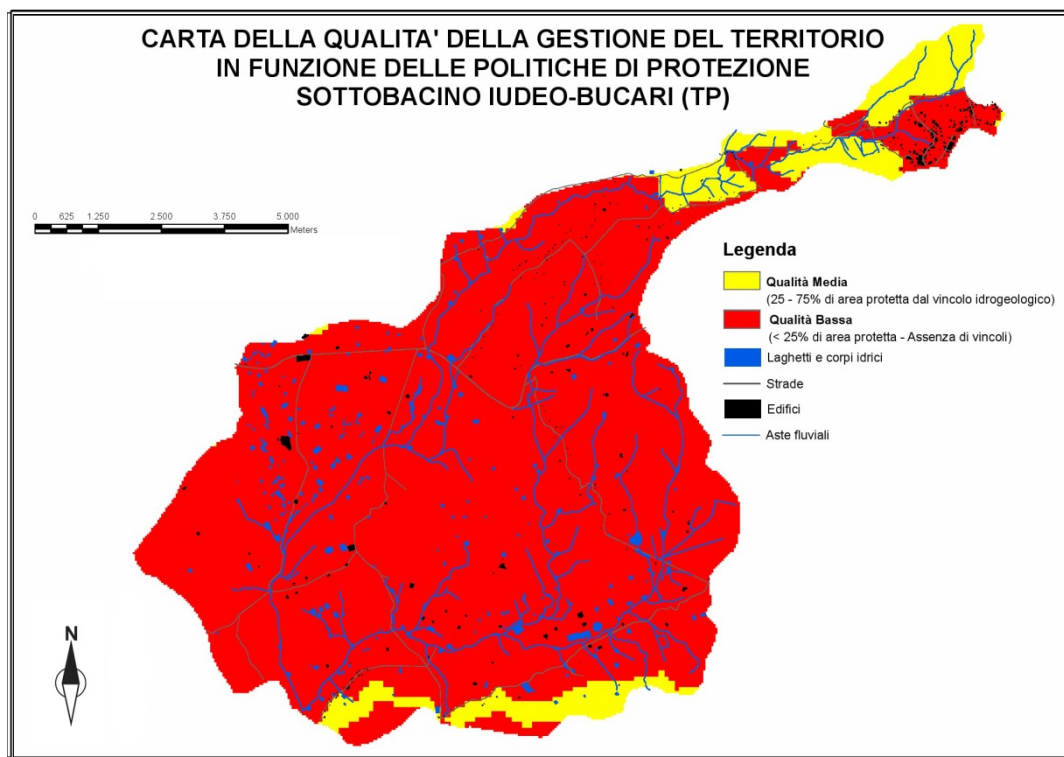 CARTA DELLA QUALITA' DELLA GESTIONE DEL TERRITORIO
IN FUNZIONE DELLE POLITICHE DI PROTEZIONE
SOTTOBACINO IUDEO-BUCARI (TP)
0 625 1.250 2.500 3.750 5.000
Meters
Legenda
Qualità Media
(25 - 75% di area protetta dal vincolo idrogeologico)
Qualità Bassa
(< 25% di area protetta - Assenza di vincoli)
Laghetti e corpi idrici
Strade
Edifici
Aste fluviali
N